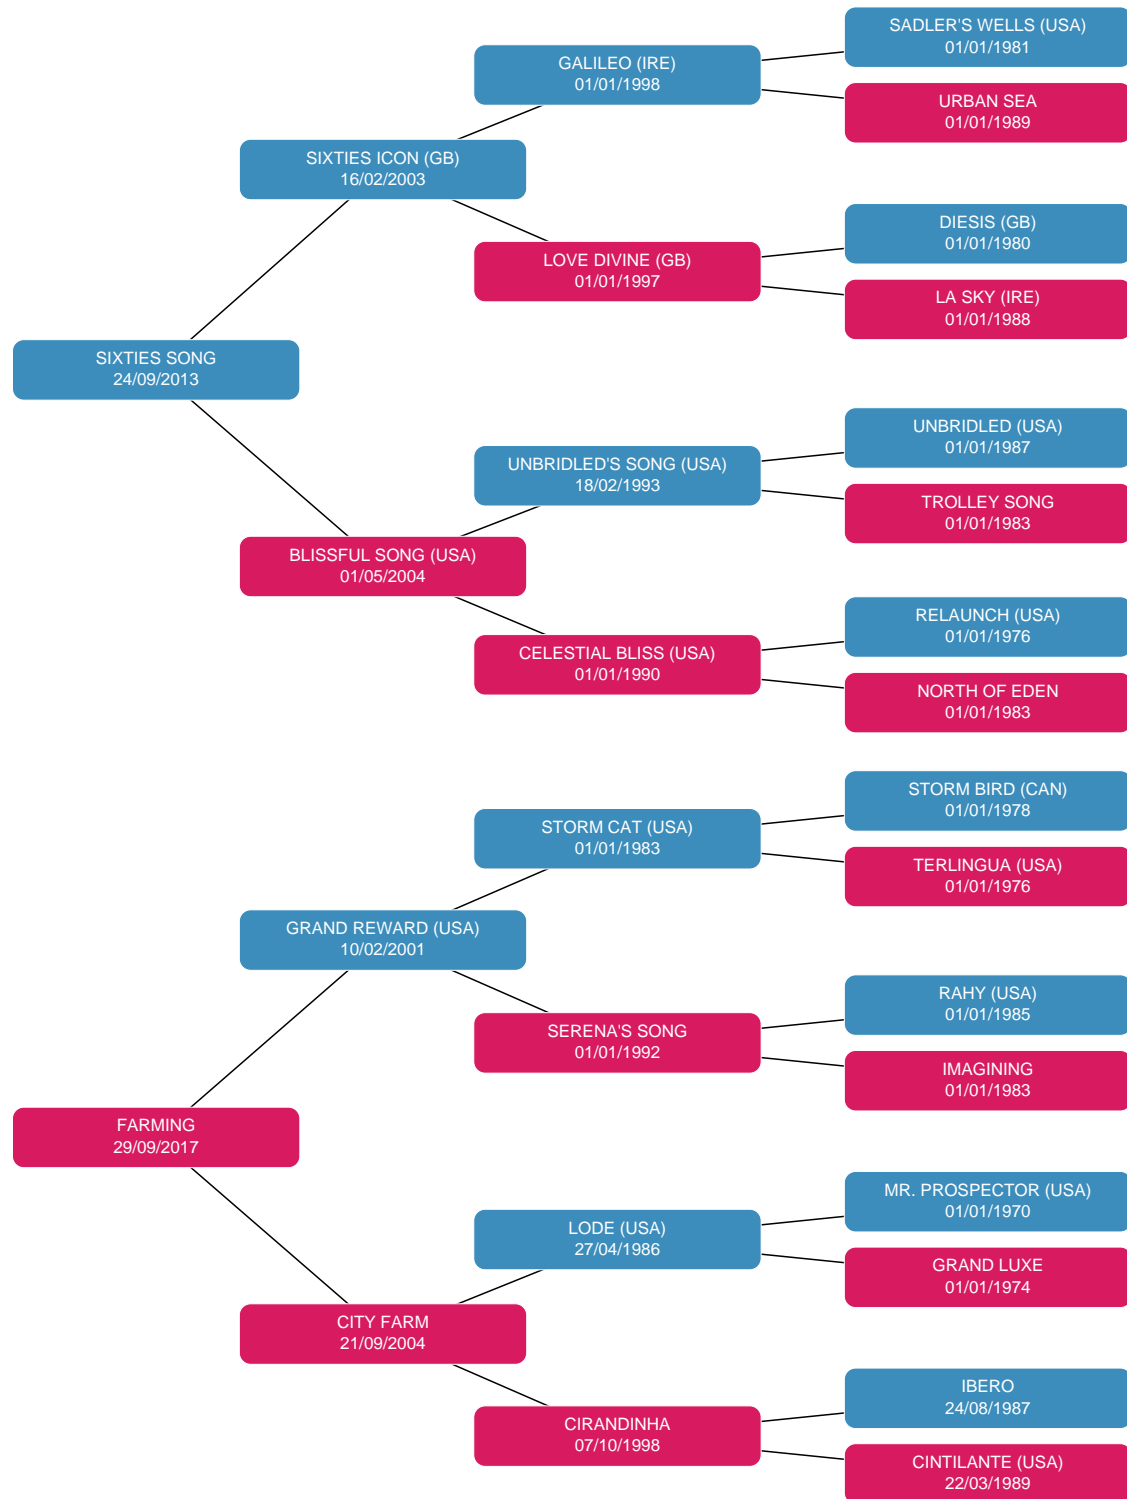 SADLER'S WELLS (USA)
01/01/1981
GALILEO (IRE)
01/01/1998
URBAN SEA
01/01/1989
SIXTIES ICON (GB)
16/02/2003
DIESIS (GB)
01/01/1980
LOVE DIVINE (GB)
01/01/1997
LA SKY (IRE)
01/01/1988
SIXTIES SONG
24/09/2013
UNBRIDLED (USA)
01/01/1987
UNBRIDLED'S SONG (USA)
18/02/1993
TROLLEY SONG
01/01/1983
BLISSFUL SONG (USA)
01/05/2004
RELAUNCH (USA)
01/01/1976
CELESTIAL BLISS (USA)
01/01/1990
NORTH OF EDEN
01/01/1983
STORM BIRD (CAN)
01/01/1978
STORM CAT (USA)
01/01/1983
TERLINGUA (USA)
01/01/1976
GRAND REWARD (USA)
10/02/2001
RAHY (USA)
01/01/1985
SERENA'S SONG
01/01/1992
IMAGINING
01/01/1983
FARMING
29/09/2017
MR. PROSPECTOR (USA)
01/01/1970
LODE (USA)
27/04/1986
GRAND LUXE
01/01/1974
CITY FARM
21/09/2004
IBERO
24/08/1987
CIRANDINHA
07/10/1998
CINTILANTE (USA)
22/03/1989